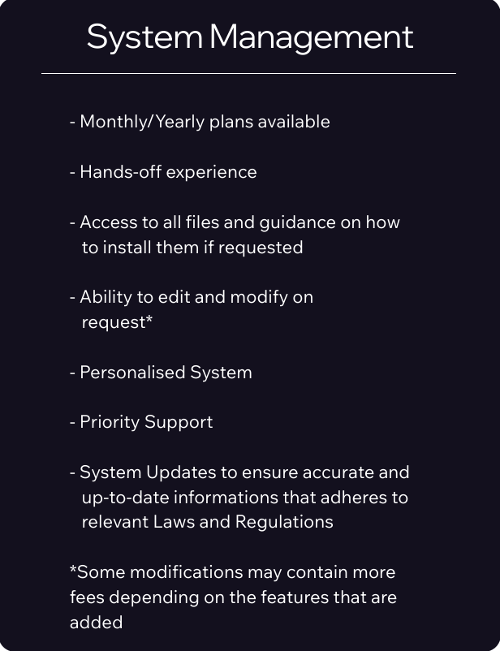 System Management
- Monthly/Yearly plans available
- Hands-off experience
- Access to all files and guidance on how
to install them if requested
- Ability to edit and modify on
request*
- Personalised System
- Priority Support
- System Updates to ensure accurate and
up-to-date informations that adheres to
relevant Laws and Regulations
*Some modifications may contain more
fees depending on the features that are
added